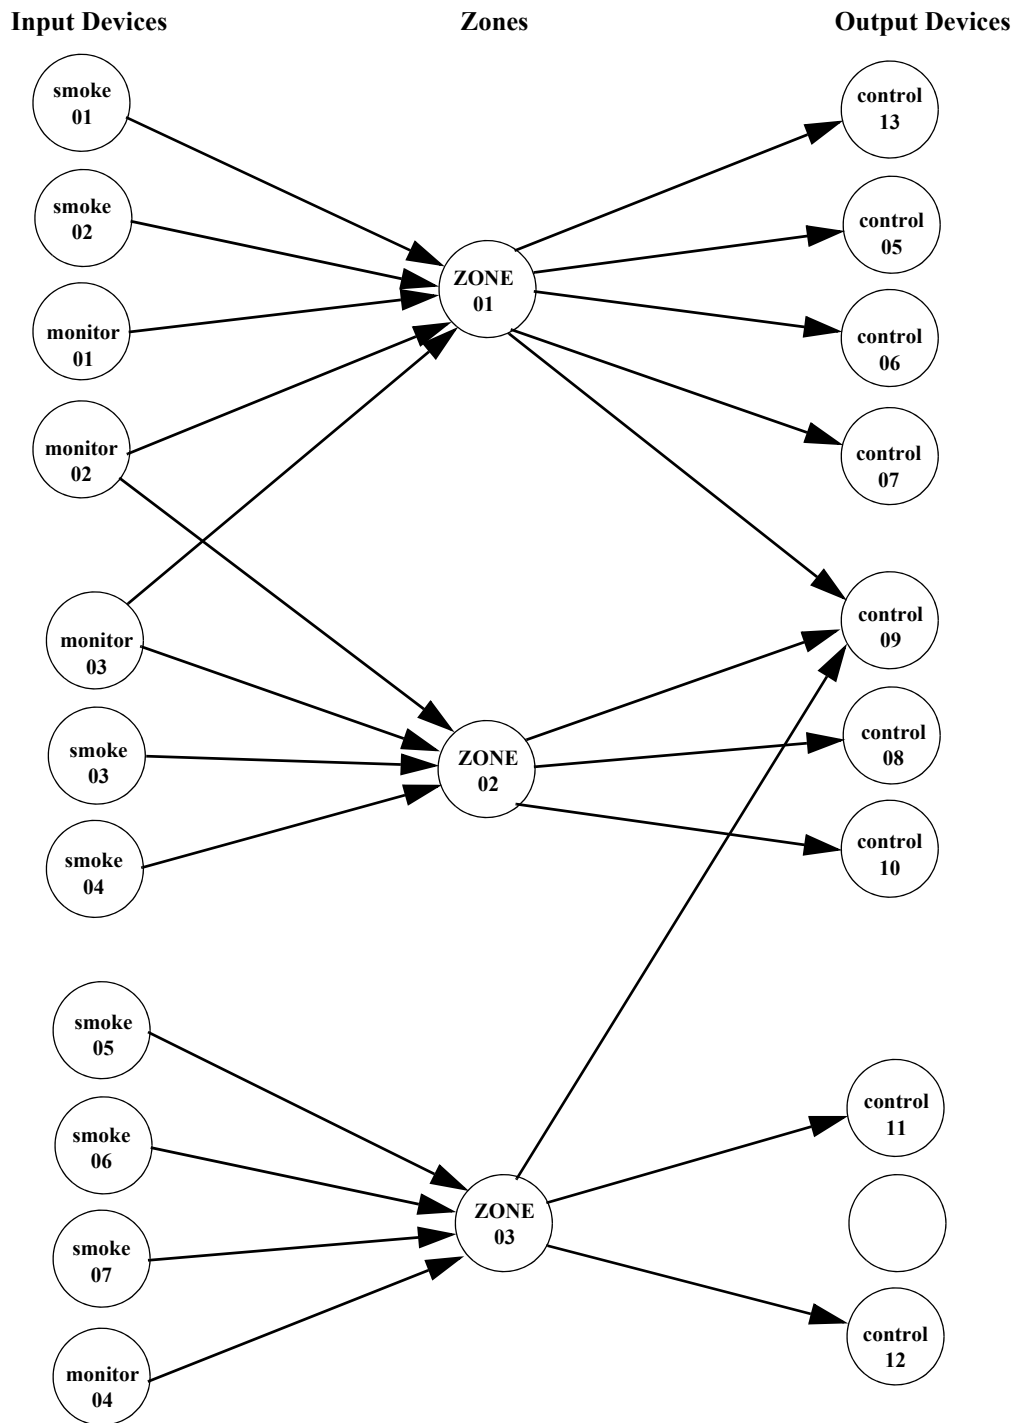 Input Devices
Zones
Output Devices
smoke
01
smoke
02
monitor
01
monitor
02
monitor
03
smoke
03
smoke
04
smoke
05
smoke
06
smoke
07
monitor
04
ZONE
01
ZONE
02
ZONE
03
control
13
control
05
control
06
control
07
control
09
control
08
control
10
control
11
control
12